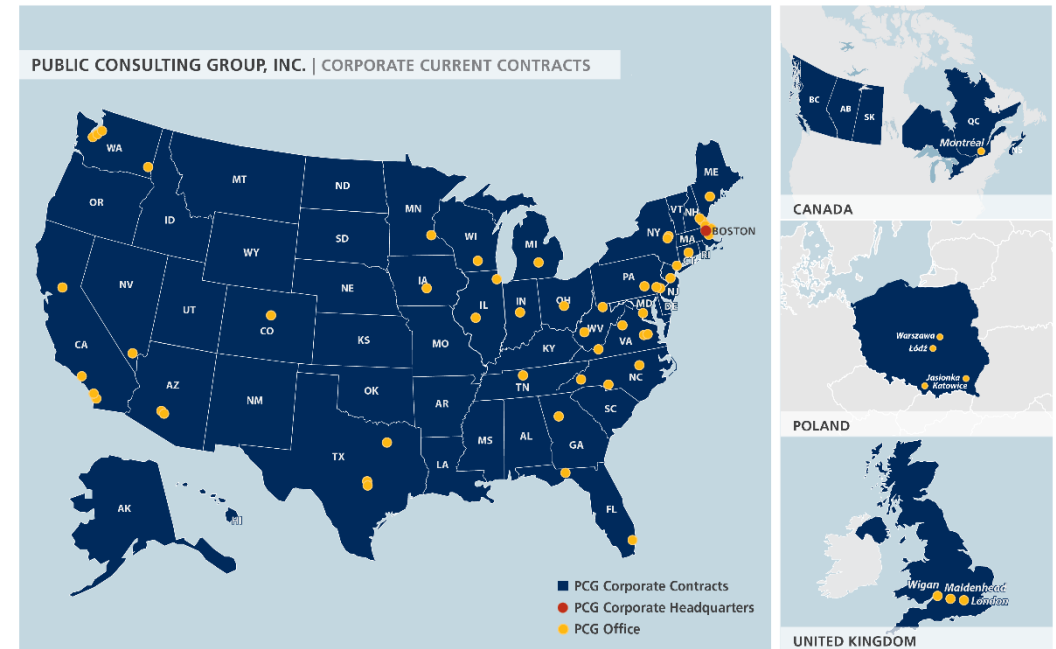 PUBLIC CONSULTING GROUP, INC. | CORPORATE CURRENT CONTRACTS
WA
OR
ID
MT
ND
MN
WI
MI
SD
WY
NV
UT
CA
CO
NE
IA
IL
IN
OH
PA
NY
VT
NH
ME
MA
BOSTON
CT
RI
NJ
DE
MD
WV
VA
KS
MO
KY
AZ
NM
OK
AR
TN
NC
SC
TX
LA
MS
AL
GA
FL
AK
HI
PCG Corporate Contracts
PCG Corporate Headquarters
PCG Office
BC
AB
SK
QC
Montréal
NS
CANADA
Warszawa
Łódź
Jasionka
Katowice
POLAND
Wigan
Maidenhead
London
UNITED KINGDOM